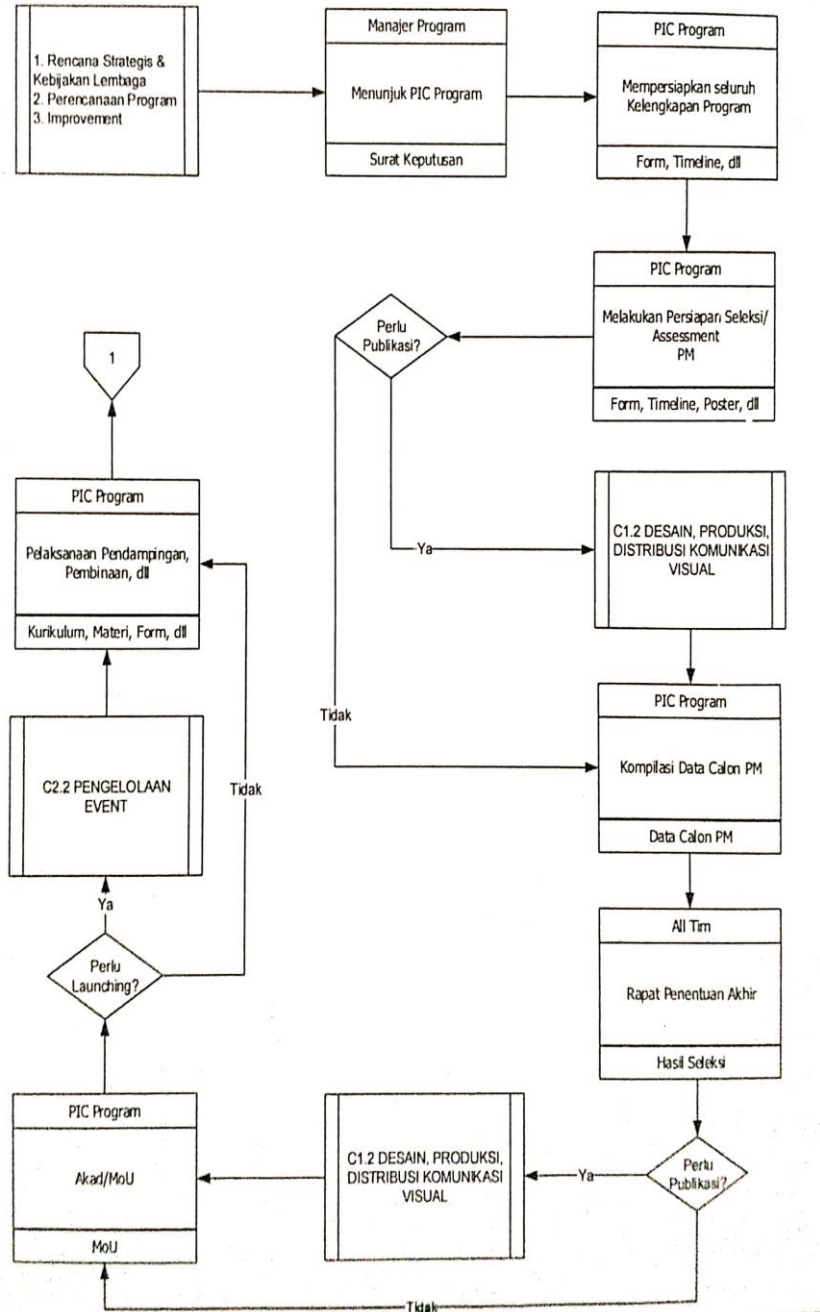 1. Rencana Strategis &
Kebijakan Lembaga
2. Perencanaan Program
3. Improvement
Manajer Program
Menunjuk PIC Program
Surat Keputusan
PIC Program
Mempersiapkan seluruh
Kelengkapan Program
Form, Timeline, dll
PIC Program
Melakukan Persiapan Seleksi/
Assessment
PM
Form, Timeline, Poster, dll
Perlu
Publikasi?
Ya
C1.2 DESAIN, PRODUKSI,
DISTRIBUSI KOMUNIKASI
VISUAL
Tidak
PIC Program
Kompilasi Data Calon PM
Data Calon PM
All Tim
Rapat Penentuan Akhir
Hasil Seleksi
Perlu
Publikasi?
Ya
C1.2 DESAIN, PRODUKSI,
DISTRIBUSI KOMUNIKASI
VISUAL
Tidak
PIC Program
Akad/MoU
MoU
Perlu
Launching?
Ya
Tidak
C2.2 PENGELOLAAN
EVENT
PIC Program
Pelaksanaan Pendampingan,
Pembinaan, dll
Kurikulum, Materi, Form, dll
1